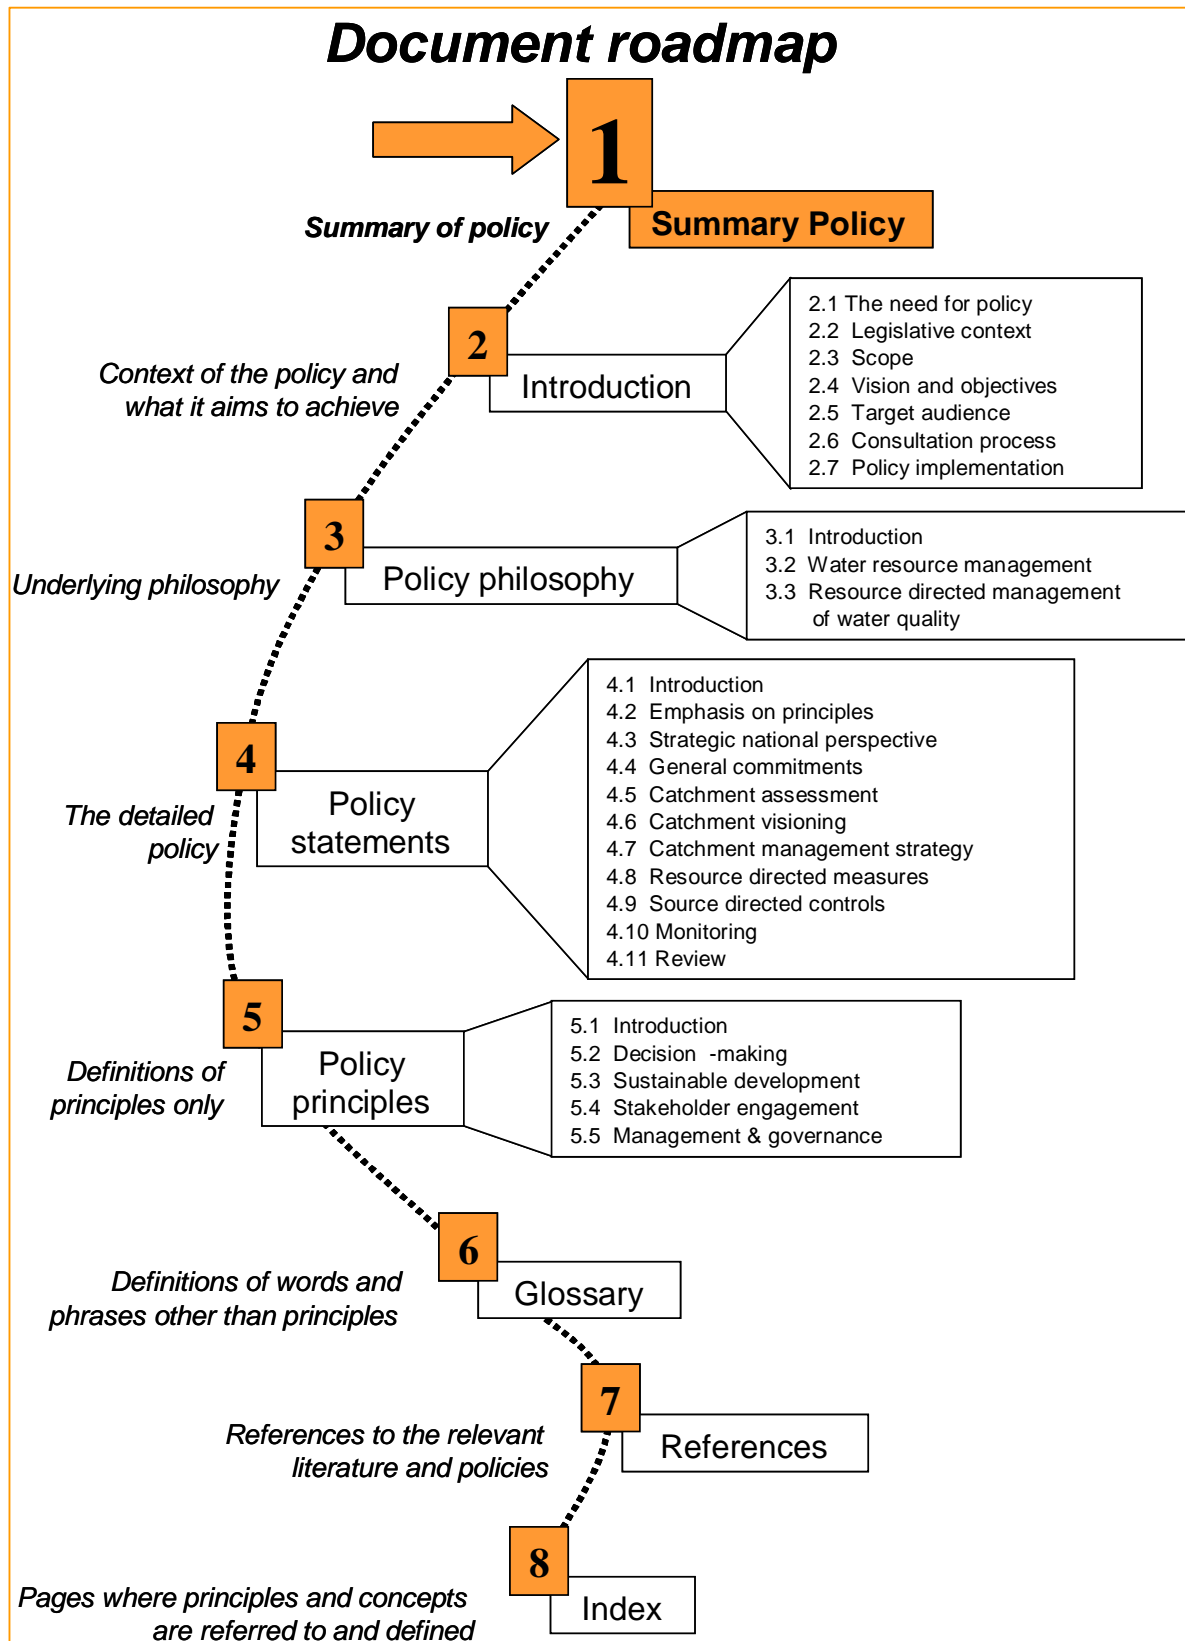 Document roadmap
1
Summary Policy
Summary of policy
2
Introduction
Context of the policy and
what it aims to achieve
2.1 The need for policy
2.2 Legislative context
2.3 Scope
2.4 Vision and objectives
2.5 Target audience
2.6 Consultation process
2.7 Policy implementation
3
Policy philosophy
Underlying philosophy
3.1 Introduction
3.2 Water resource management
3.3 Resource directed management
of water quality
4
Policy
statements
The detailed
policy
4.1 Introduction
4.2 Emphasis on principles
4.3 Strategic national perspective
4.4 General commitments
4.5 Catchment assessment
4.6 Catchment visioning
4.7 Catchment management strategy
4.8 Resource directed measures
4.9 Source directed controls
4.10 Monitoring
4.11 Review
5
Policy
principles
Definitions of
principles only
5.1 Introduction
5.2 Decision -making
5.3 Sustainable development
5.4 Stakeholder engagement
5.5 Management & governance
6
Glossary
Definitions of words and
phrases other than principles
7
References
References to the relevant
literature and policies
8
Index
Pages where principles and concepts
are referred to and defined